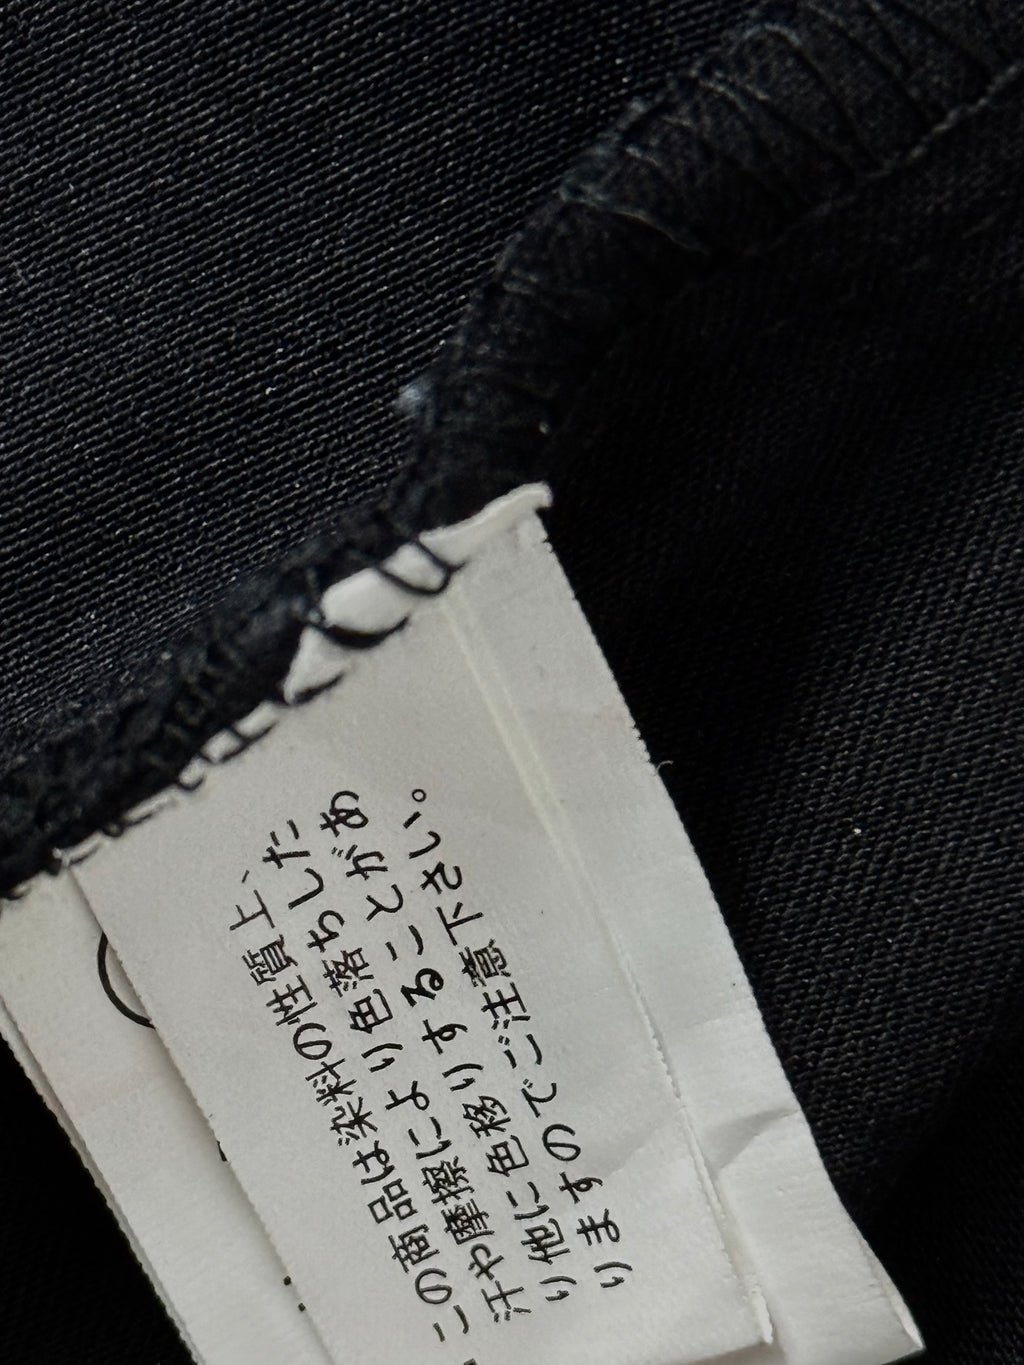 この商品は染料の性質上、
汗や摩擦により色落ちした
り他に色移りすることがあ
りますのでご注意下さい。